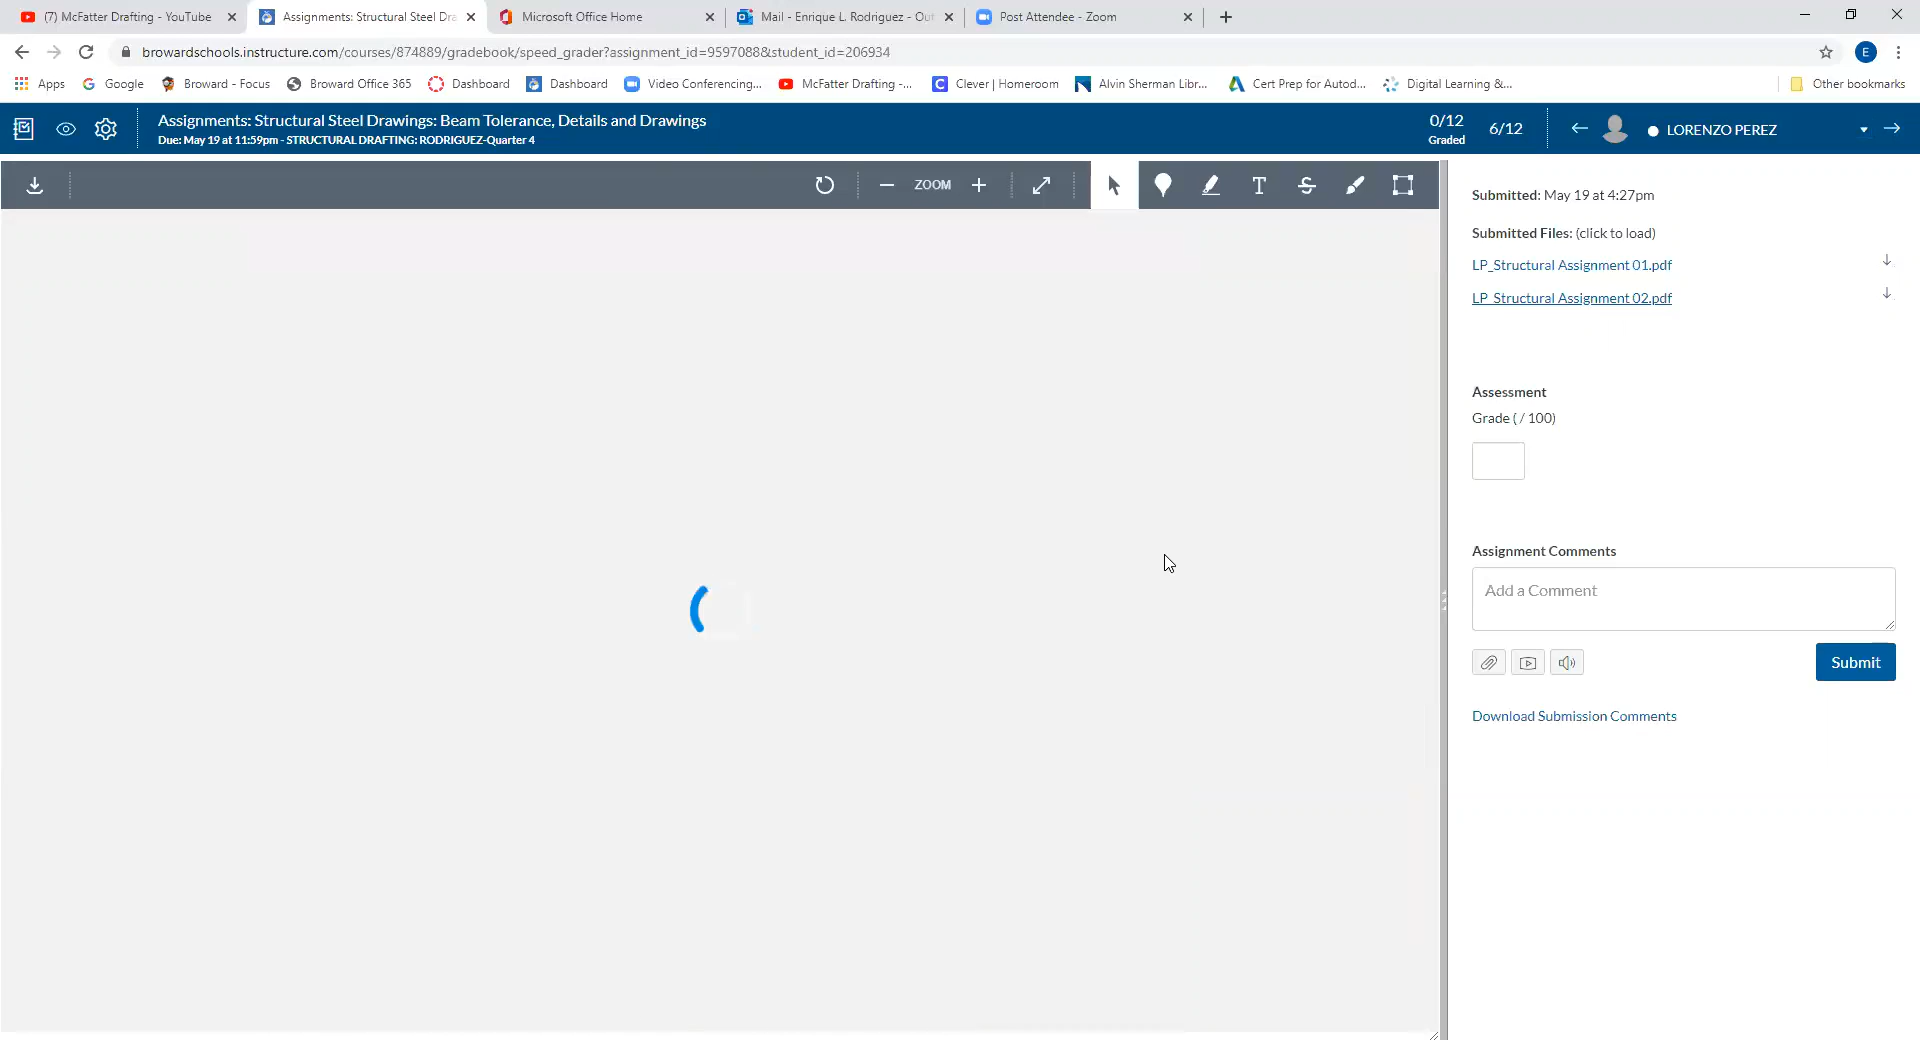 (7) McFatter Drafting - YouTube
Assignments: Structural Steel Dra
Microsoft Office Home
Mail - Enrique L. Rodriguez - Out
Post Attendee - Zoom
browardschools.instructure.com/courses/874889/gradebook/speed_grader?assignment_id=9597088&student_id=206934
E
Apps
Google
Broward - Focus
Broward Office 365
Dashboard
Dashboard
Video Conferencing...
McFatter Drafting -...
Clever | Homeroom
Alvin Sherman Libr...
Cert Prep for Autod...
Digital Learning &...
Other bookmarks
Assignments: Structural Steel Drawings: Beam Tolerance, Details and Drawings
Due: May 19 at 11:59pm - STRUCTURAL DRAFTING: RODRIGUEZ-Quarter 4
0/12
Graded
6/12
LORENZO PEREZ
ZOOM
Submitted: May 19 at 4:27pm
Submitted Files: (click to load)
LP_Structural Assignment 01.pdf
LP_Structural Assignment 02.pdf
Assessment
Grade ( / 100)
Assignment Comments
Add a Comment
Submit
Download Submission Comments